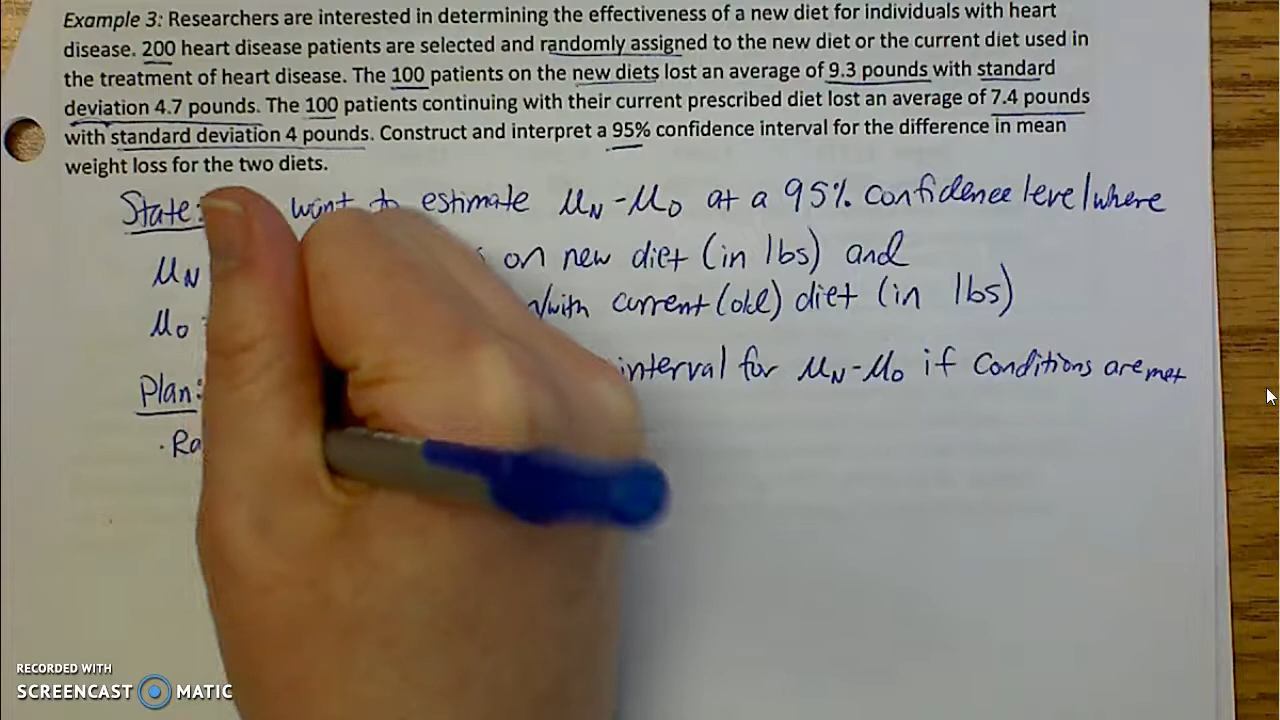 Example 3: Researchers are interested in determining the effectiveness of a new diet for individuals with heart
disease. 200 heart disease patients are selected and randomly assigned to the new diet or the current diet used in
the treatment of heart disease. The 100 patients on the new diets lost an average of 9.3 pounds with standard
deviation 4.7 pounds. The 100 patients continuing with their current prescribed diet lost an average of 7.4 pounds
with standard deviation 4 pounds. Construct and interpret a 95% confidence interval for the difference in mean
weight loss for the two diets.
State: want to estimate μN-μO at a 95% confidence level where
μN on new diet (in lbs) and
μO with current (old) diet (in lbs)
Plan: interval for μN-μO if conditions are met
·Ra
RECORDED WITH
SCREENCAST MATIC